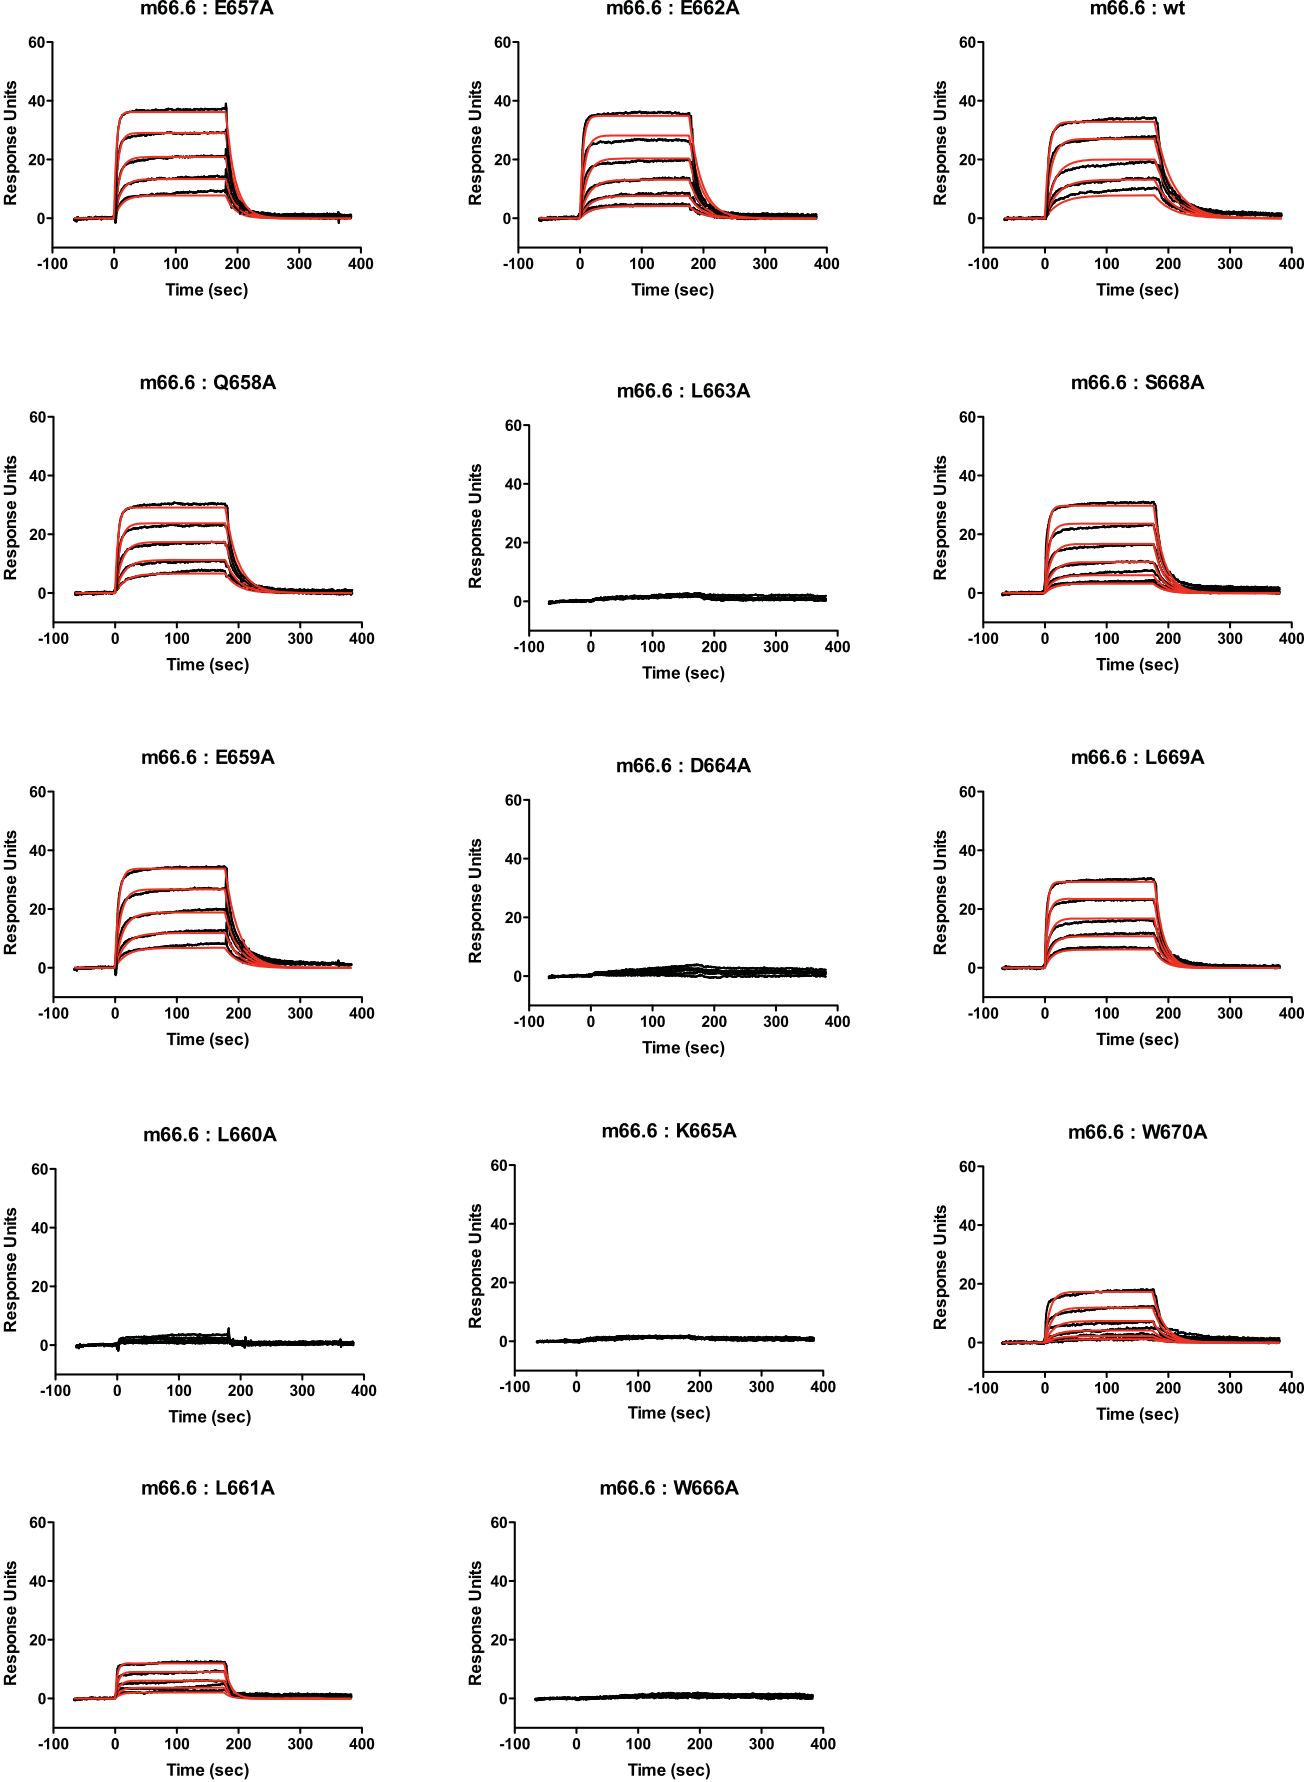 m66.6 : E657A
60
40
20
0
Response Units
-100 0 100 200 300 400
Time (sec)
m66.6 : E662A
60
40
20
0
Response Units
-100 0 100 200 300 400
Time (sec)
m66.6 : wt
60
40
20
0
Response Units
-100 0 100 200 300 400
Time (sec)
m66.6 : Q658A
60
40
20
0
Response Units
-100 0 100 200 300 400
Time (sec)
m66.6 : L663A
60
40
20
0
Response Units
-100 0 100 200 300 400
Time (sec)
m66.6 : S668A
60
40
20
0
Response Units
-100 0 100 200 300 400
Time (sec)
m66.6 : E659A
60
40
20
0
Response Units
-100 0 100 200 300 400
Time (sec)
m66.6 : D664A
60
40
20
0
Response Units
-100 0 100 200 300 400
Time (sec)
m66.6 : L669A
60
40
20
0
Response Units
-100 0 100 200 300 400
Time (sec)
m66.6 : L660A
60
40
20
0
Response Units
-100 0 100 200 300 400
Time (sec)
m66.6 : K665A
60
40
20
0
Response Units
-100 0 100 200 300 400
Time (sec)
m66.6 : W670A
60
40
20
0
Response Units
-100 0 100 200 300 400
Time (sec)
m66.6 : L661A
60
40
20
0
Response Units
-100 0 100 200 300 400
Time (sec)
m66.6 : W666A
60
40
20
0
Response Units
-100 0 100 200 300 400
Time (sec)